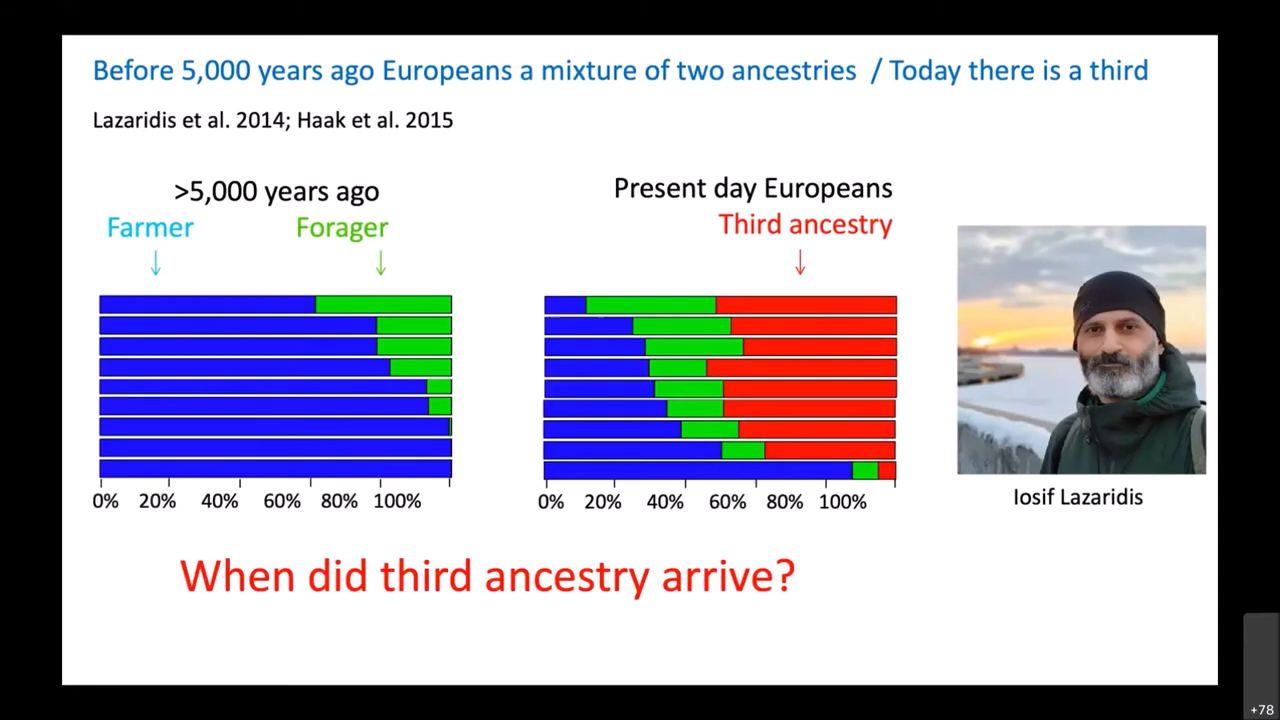 Before 5,000 years ago Europeans a mixture of two ancestries / Today there is a third
Lazaridis et al. 2014; Haak et al. 2015
>5,000 years ago
Farmer Forager
Present day Europeans
Third ancestry
0% 20% 40% 60% 80% 100%
0% 20% 40% 60% 80% 100%
Iosif Lazaridis
When did third ancestry arrive?
+78